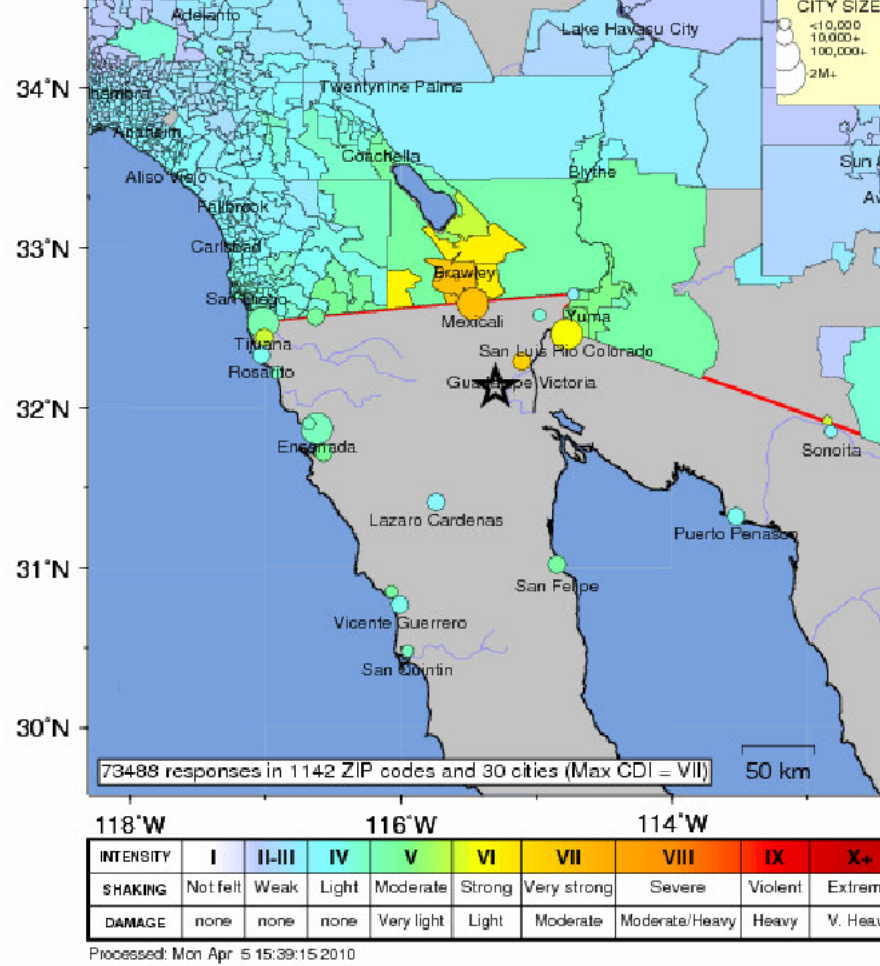 CITY SIZE
<10,000
10,000+
100,000+
2M+
Adelanto
Lake Havasu City
34°N
Twentynine Palms
Anaheim
Coachella
Sun
Aliso Viejo
Blythe
Fallbrook
33°N
Carlsbad
Brawley
San Diego
Mexicali
Yuma
Tijuana
San Luis Rio Colorado
Rosarito
Guadalupe Victoria
32°N
Ensenada
Sonoita
Lazaro Cardenas
Puerto Penasco
31°N
San Felipe
Vicente Guerrero
San Quintin
30°N
73488 responses in 1142 ZIP codes and 30 cities (Max CDI = VII)
50 km
118°W 116°W 114°W
INTENSITY I II-III IV V VI VII VIII IX X+
SHAKING Not felt Weak Light Moderate Strong Very strong Severe Violent Extrem
DAMAGE none none none Very light Light Moderate Moderate/Heavy Heavy V. Heav
Processed: Mon Apr 5 15:39:15 2010